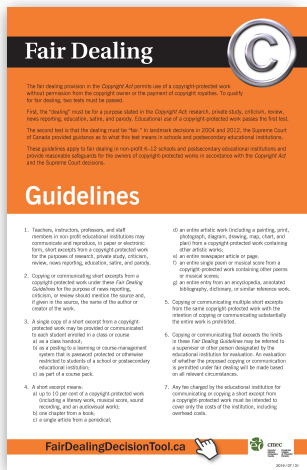 Fair Dealing
C
The fair dealing provision in the Copyright Act permits use of a copyright-protected work
without permission from the copyright owner or the payment of copyright royalties. To qualify
for fair dealing, two tests must be passed.
First, the "dealing" must be for a purpose stated in the Copyright Act: research, private study, criticism, review,
news reporting, education, satire, and parody. Educational use of a copyright-protected work passes the first test.
The second test is that the dealing must be "fair." In landmark decisions in 2004 and 2012, the Supreme Court
of Canada provided guidance as to what this test means in schools and postsecondary educational institutions.
These guidelines apply to fair dealing in non-profit K–12 schools and postsecondary educational institutions and
provide reasonable safeguards for the owners of copyright-protected works in accordance with the Copyright Act
and the Supreme Court decisions.
Guidelines
1. Teachers, instructors, professors, and staff
members in non-profit educational institutions may
communicate and reproduce, in paper or electronic
form, short excerpts from a copyright-protected work
for the purposes of research, private study, criticism,
review, news reporting, education, satire, and parody.
2. Copying or communicating short excerpts from a
copyright-protected work under these Fair Dealing
Guidelines for the purpose of news reporting,
criticism, or review should mention the source and,
if given in the source, the name of the author or
creator of the work.
3. A single copy of a short excerpt from a copyright-
protected work may be provided or communicated
to each student enrolled in a class or course
a) as a class handout;
b) as a posting to a learning or course-management
system that is password protected or otherwise
restricted to students of a school or postsecondary
educational institution;
c) as part of a course pack.
4. A short excerpt means:
a) up to 10 per cent of a copyright-protected work
(including a literary work, musical score, sound
recording, and an audiovisual work);
b) one chapter from a book;
c) a single article from a periodical;
d) an entire artistic work (including a painting, print,
photograph, diagram, drawing, map, chart, and
plan) from a copyright-protected work containing
other artistic works;
e) an entire newspaper article or page;
f) an entire single poem or musical score from a
copyright-protected work containing other poems
or musical scores;
g) an entire entry from an encyclopedia, annotated
bibliography, dictionary, or similar reference work.
5. Copying or communicating multiple short excerpts
from the same copyright-protected work with the
intention of copying or communicating substantially
the entire work is prohibited.
6. Copying or communicating that exceeds the limits
in these Fair Dealing Guidelines may be referred to
a supervisor or other person designated by the
educational institution for evaluation. An evaluation
of whether the proposed copying or communication
is permitted under fair dealing will be made based
on all relevant circumstances.
7. Any fee charged by the educational institution for
communicating or copying a short excerpt from
a copyright-protected work must be intended to
cover only the costs of the institution, including
overhead costs.
FairDealingDecisionTool.ca
cmec